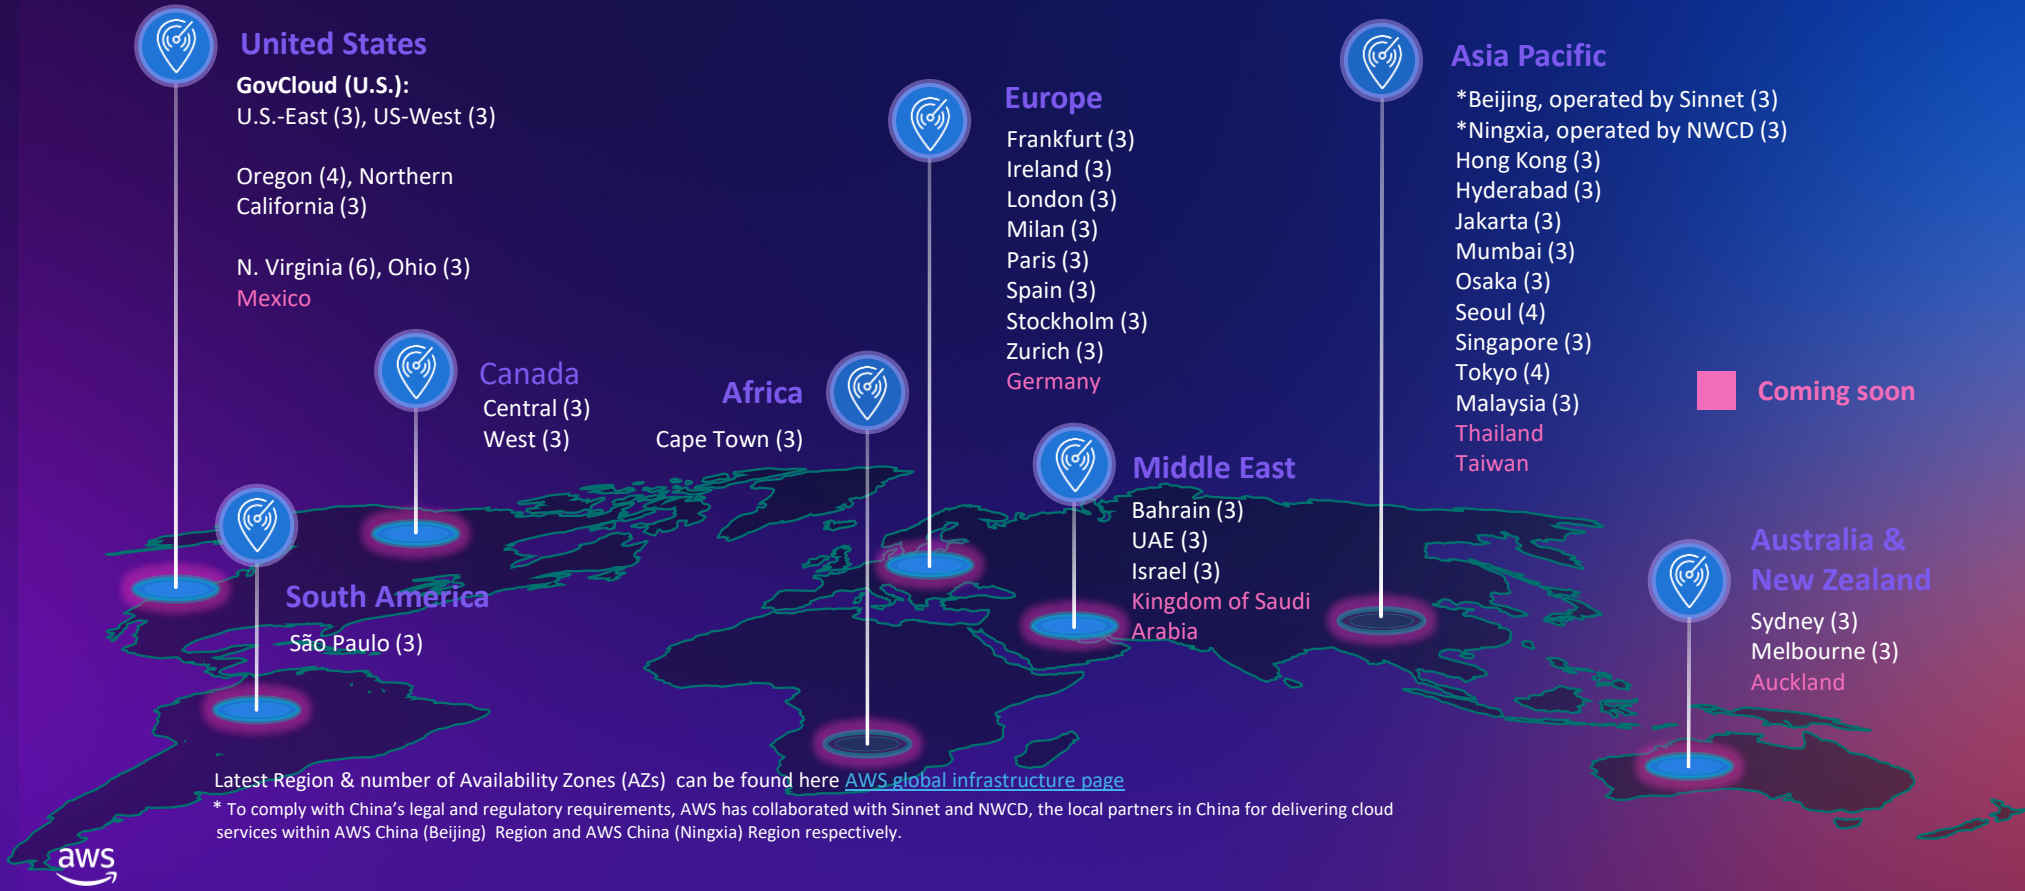 United States
GovCloud (U.S.):
U.S.-East (3), US-West (3)
Oregon (4), Northern
California (3)
N. Virginia (6), Ohio (3)
Mexico
Canada
Central (3)
West (3)
South America
São Paulo (3)
Africa
Cape Town (3)
Europe
Frankfurt (3)
Ireland (3)
London (3)
Milan (3)
Paris (3)
Spain (3)
Stockholm (3)
Zurich (3)
Germany
Middle East
Bahrain (3)
UAE (3)
Israel (3)
Kingdom of Saudi
Arabia
Asia Pacific
*Beijing, operated by Sinnet (3)
*Ningxia, operated by NWCD (3)
Hong Kong (3)
Hyderabad (3)
Jakarta (3)
Mumbai (3)
Osaka (3)
Seoul (4)
Singapore (3)
Tokyo (4)
Malaysia (3)
Thailand
Taiwan
Coming soon
Australia &
New Zealand
Sydney (3)
Melbourne (3)
Auckland
Latest Region & number of Availability Zones (AZs) can be found here AWS global infrastructure page
* To comply with China's legal and regulatory requirements, AWS has collaborated with Sinnet and NWCD, the local partners in China for delivering cloud
services within AWS China (Beijing) Region and AWS China (Ningxia) Region respectively.
aws